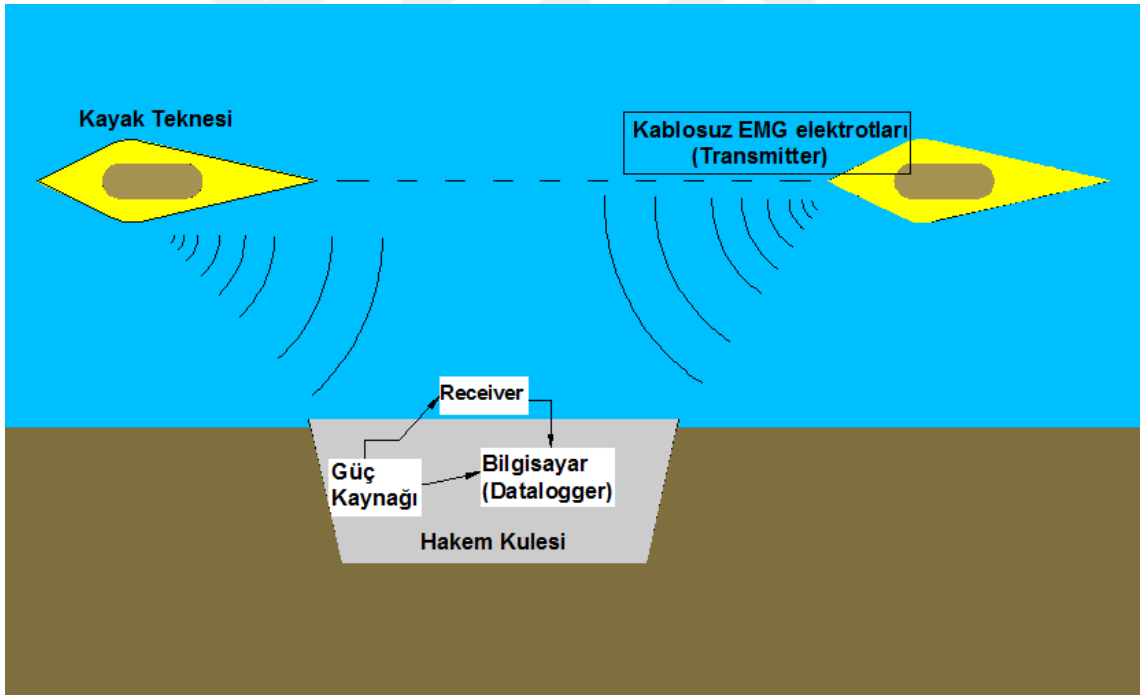 Kayak Teknesi
Kablosuz EMG elektrotları
(Transmitter)
Receiver
Güç
Kaynağı
Bilgisayar
(Datalogger)
Hakem Kulesi